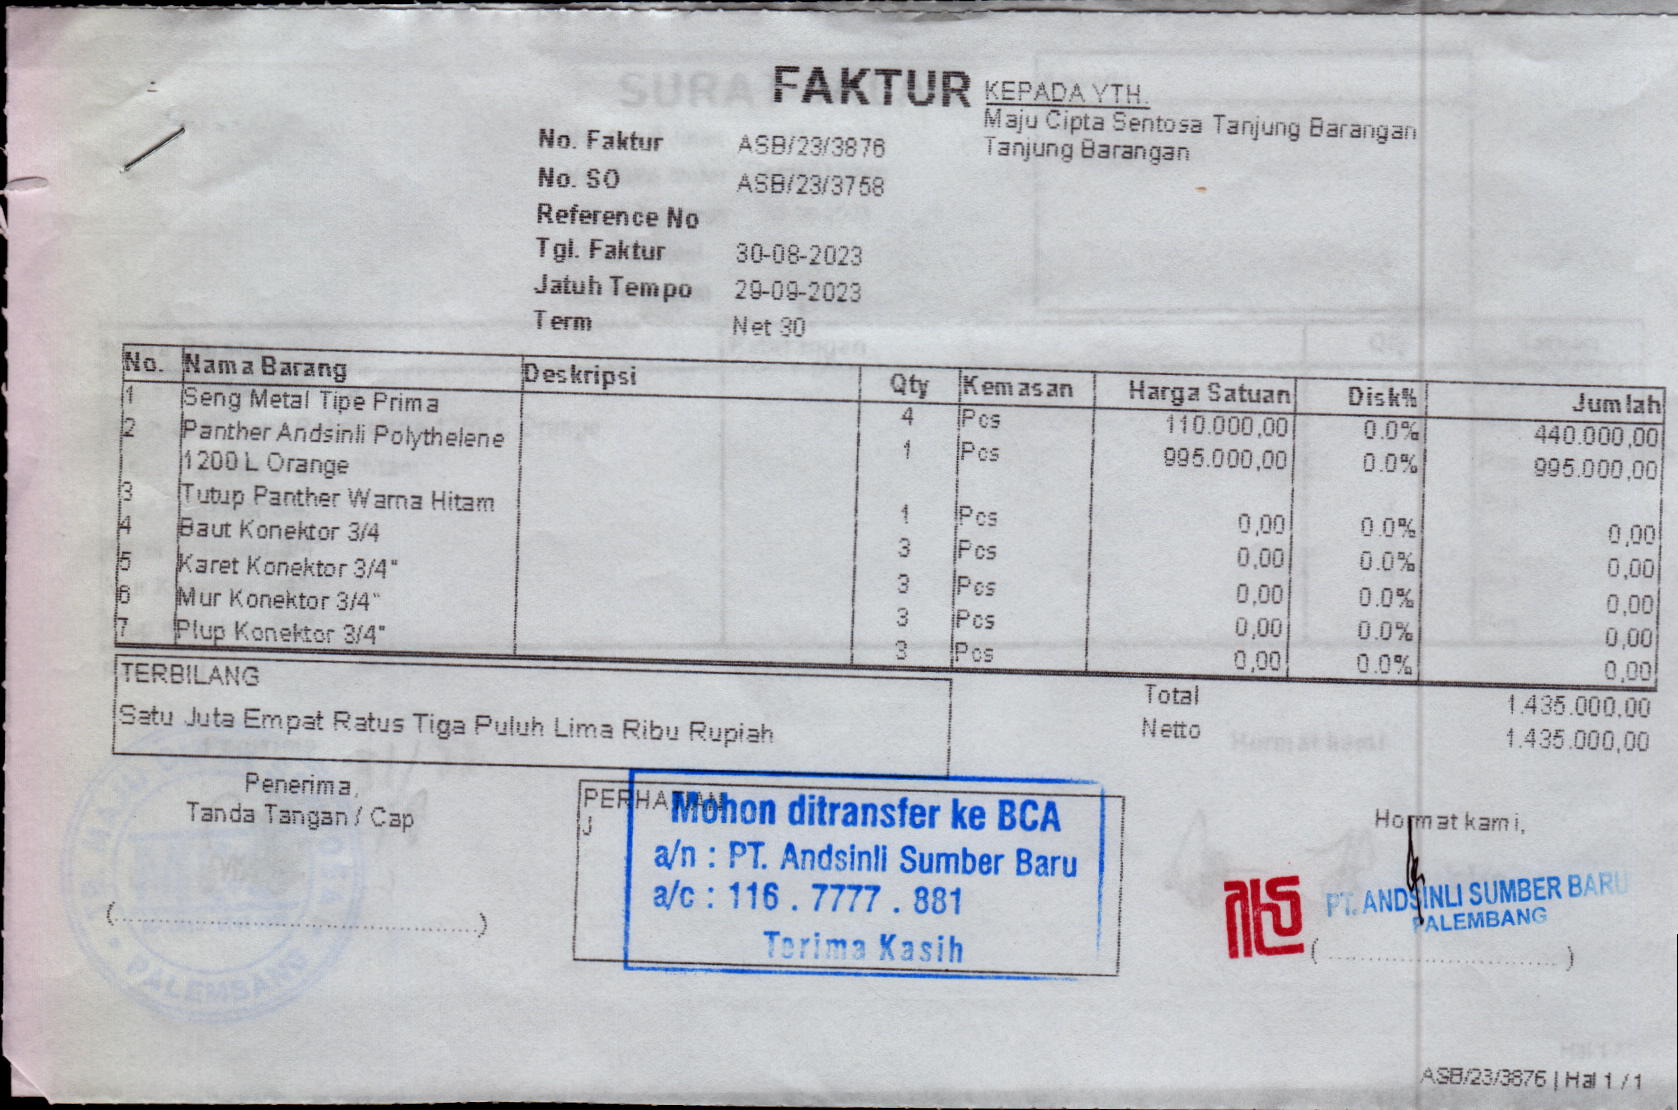 FAKTUR
KEPADA YTH.
Maju Cipta Sentosa Tanjung Barangan
Tanjung Barangan
No. Faktur ASB/23/3876
No. SO ASB/23/3758
Reference No
Tgl. Faktur 30-08-2023
Jatuh Tempo 29-09-2023
Term Net 30
No. Nama Barang Deskripsi Qty Kemasan Harga Satuan Disk% Jumlah
1 Seng Metal Tipe Prima 4 Pcs 110.000,00 0.0% 440.000,00
2 Panther Andsinli Polythelene 1 Pcs 995.000,00 0.0% 995.000,00
1200 L Orange
3 Tutup Panther Warna Hitam 1 Pcs 0,00 0.0% 0,00
4 Baut Konektor 3/4 3 Pcs 0,00 0.0% 0,00
5 Karet Konektor 3/4" 3 Pcs 0,00 0.0% 0,00
6 Mur Konektor 3/4" 3 Pcs 0,00 0.0% 0,00
7 Plup Konektor 3/4" 3 Pcs 0,00 0.0% 0,00
TERBILANG
Satu Juta Empat Ratus Tiga Puluh Lima Ribu Rupiah
Total 1.435.000,00
Netto 1.435.000,00
Penerima,
Tanda Tangan / Cap
PALEMBANG
PERHATIAN
Mohon ditransfer ke BCA
a/n : PT. Andsinli Sumber Baru
a/c : 116 . 7777 . 881
Terima Kasih
Hormat kami,
PT. ANDSINLI SUMBER BARU
PALEMBANG
ASB/23/3876 | Hal 1 / 1